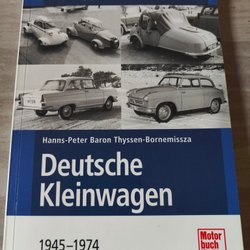 Hanns-Peter Baron Thyssen-Bornemissza
Deutsche
Kleinwagen
1945–1974
Motor
buch